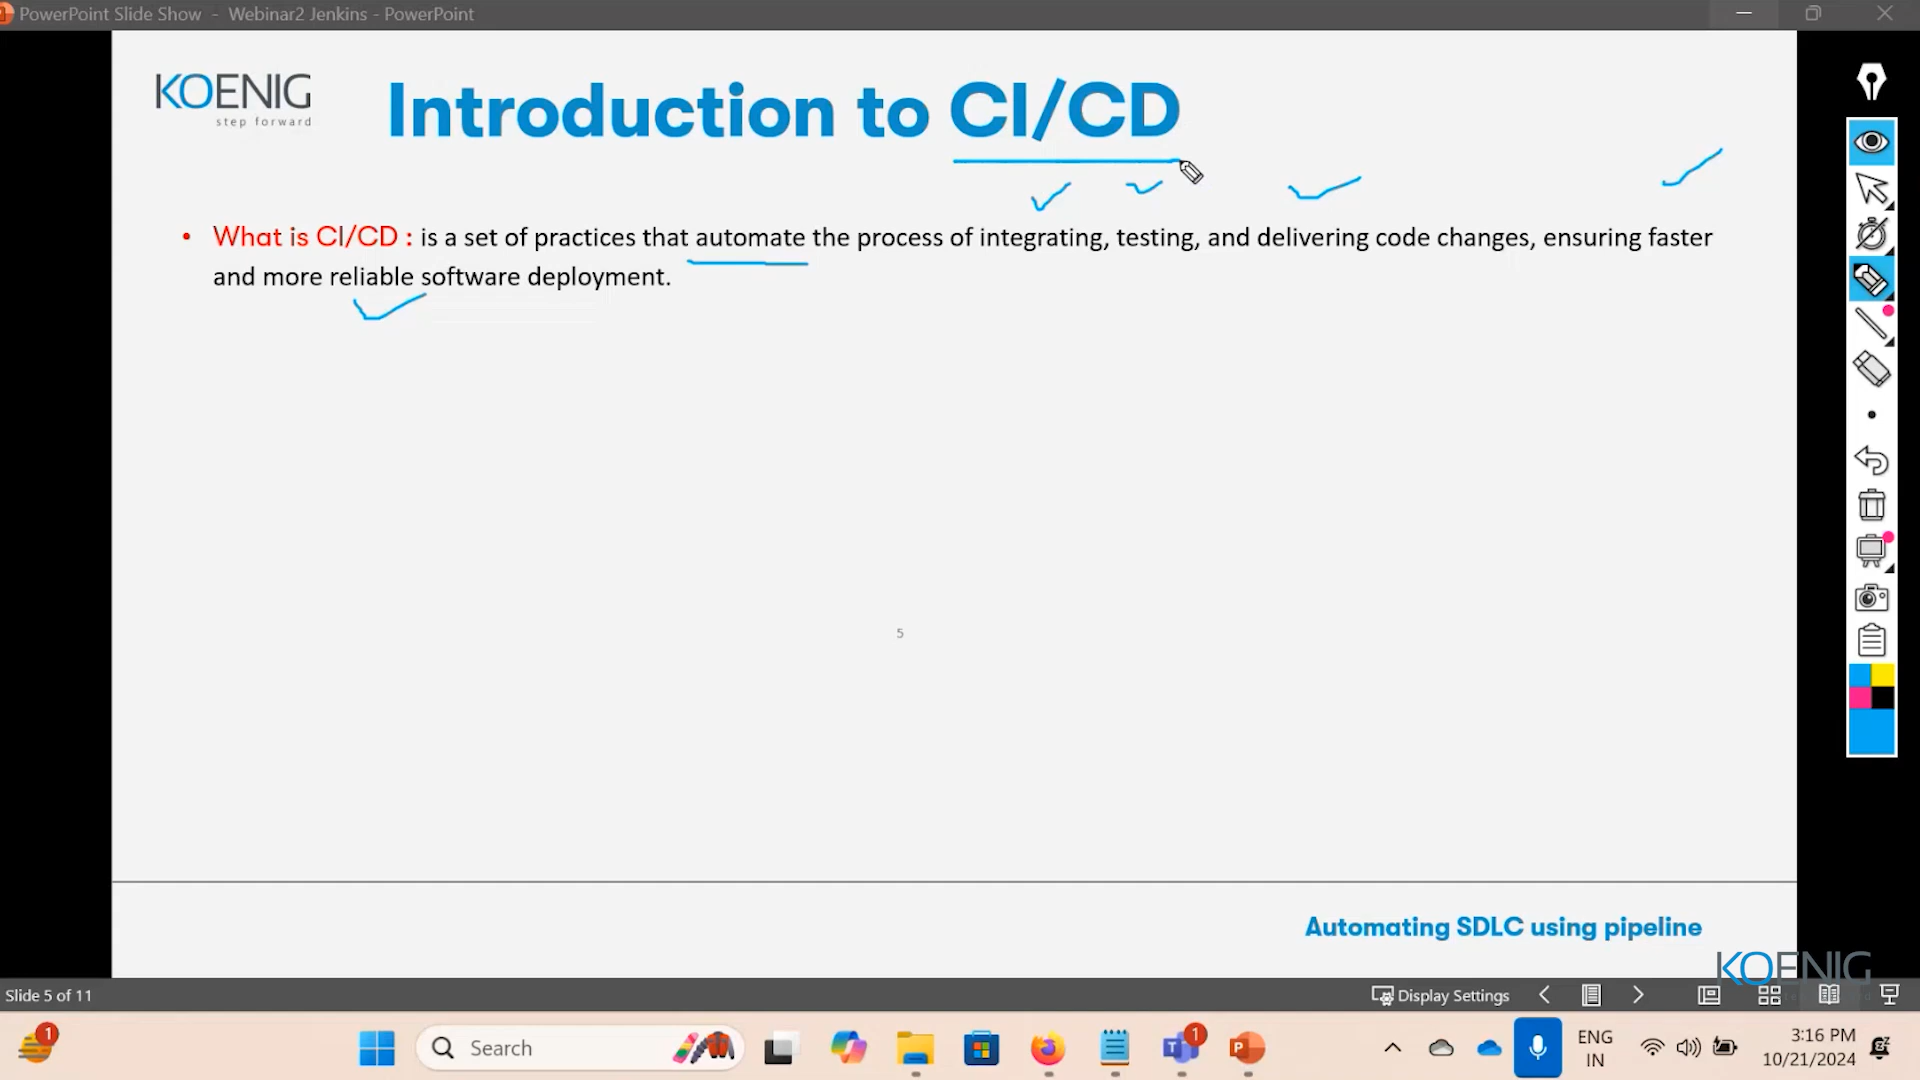 PowerPoint Slide Show - Webinar2 Jenkins - PowerPoint
KOENIG
step forward
Introduction to CI/CD
• What is CI/CD : is a set of practices that automate the process of integrating, testing, and delivering code changes, ensuring faster
and more reliable software deployment.
5
Automating SDLC using pipeline
KOENIG
Slide 5 of 11
Display Settings
1
Search
1
ENG
IN
3:16 PM
10/21/2024